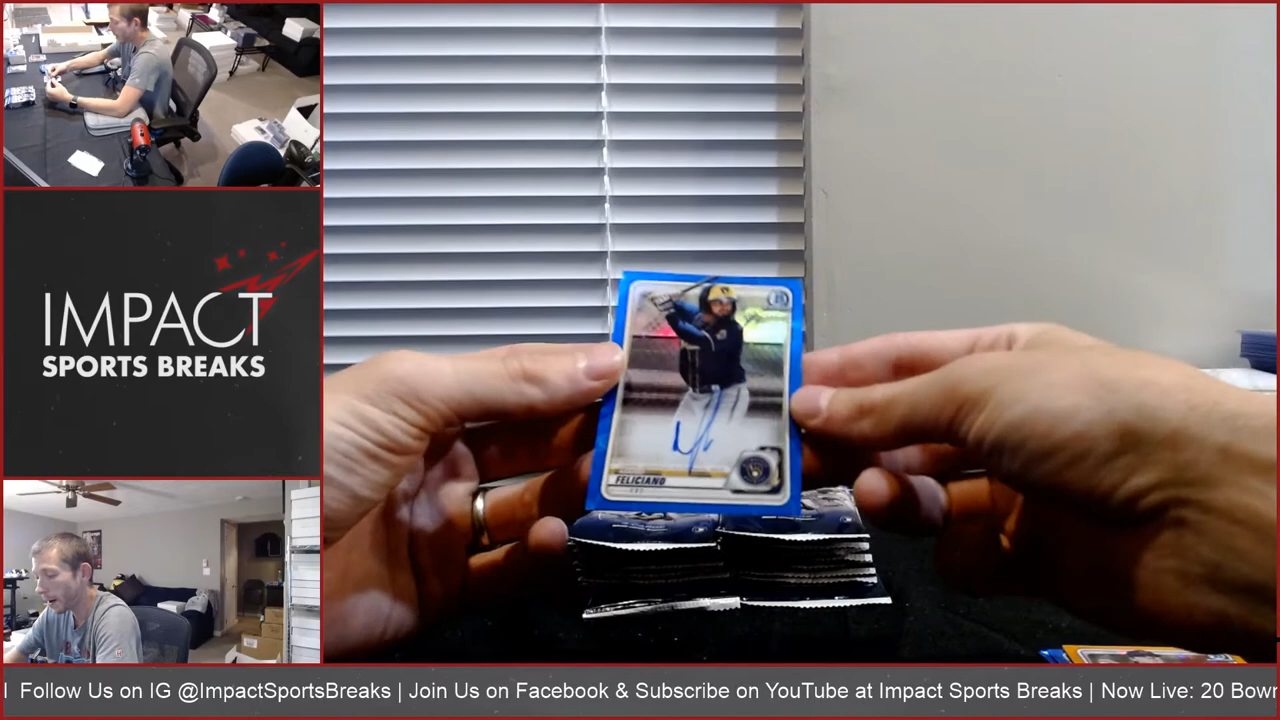 IMPACT
SPORTS BREAKS
FELICIANO
Follow Us on IG @ImpactSportsBreaks | Join Us on Facebook & Subscribe on YouTube at Impact Sports Breaks | Now Live: 20 Bowr